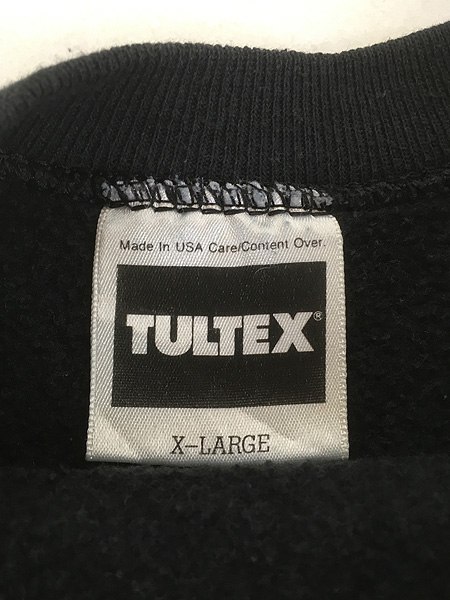 Made In USA Care/Content Over.
TULTEX®
X-LARGE